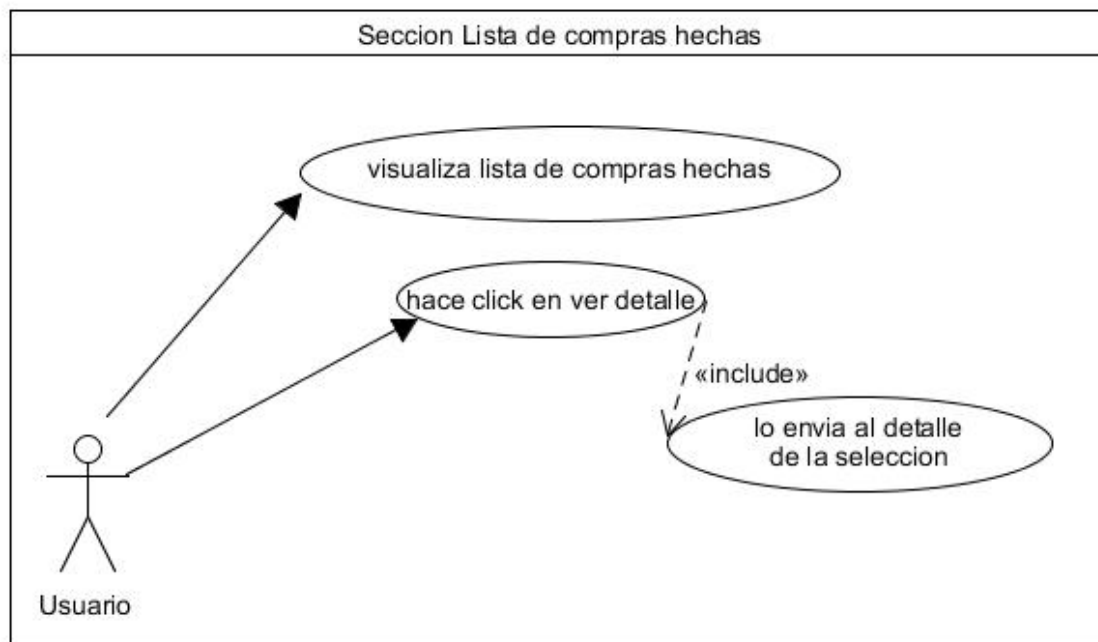 Seccion Lista de compras hechas
visualiza lista de compras hechas
hace click en ver detalle
«include»
lo envia al detalle
de la seleccion
Usuario